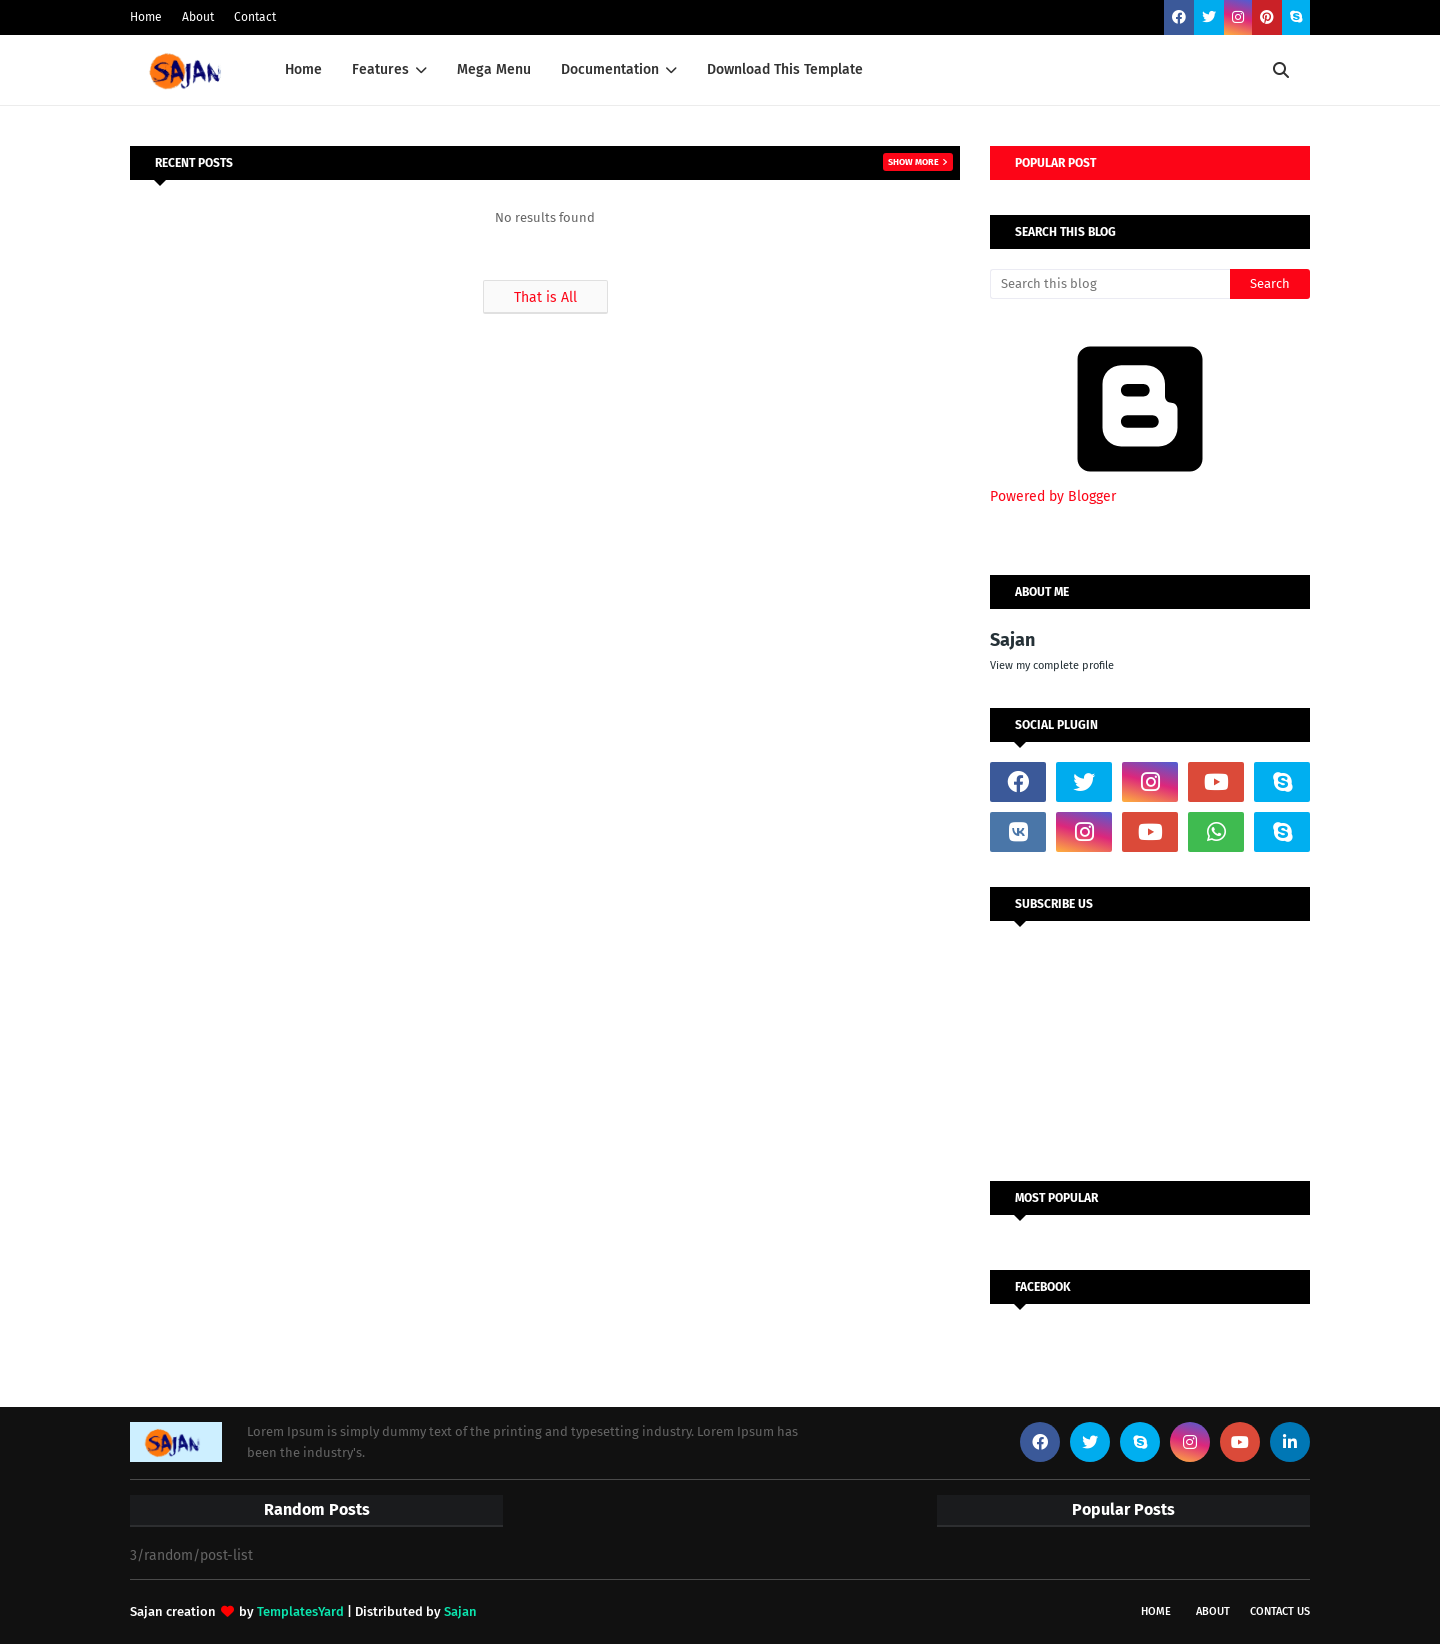 Home About Contact
SAJAN
Home Features Mega Menu Documentation Download This Template
RECENT POSTS
SHOW MORE
No results found
That is All
POPULAR POST
SEARCH THIS BLOG
Search this blog
Search
Powered by Blogger
ABOUT ME
Sajan
View my complete profile
SOCIAL PLUGIN
SUBSCRIBE US
MOST POPULAR
FACEBOOK
SAJAN
Lorem Ipsum is simply dummy text of the printing and typesetting industry. Lorem Ipsum has
been the industry's.
Random Posts
3/random/post-list
Popular Posts
Sajan creation by TemplatesYard | Distributed by Sajan
HOME ABOUT CONTACT US